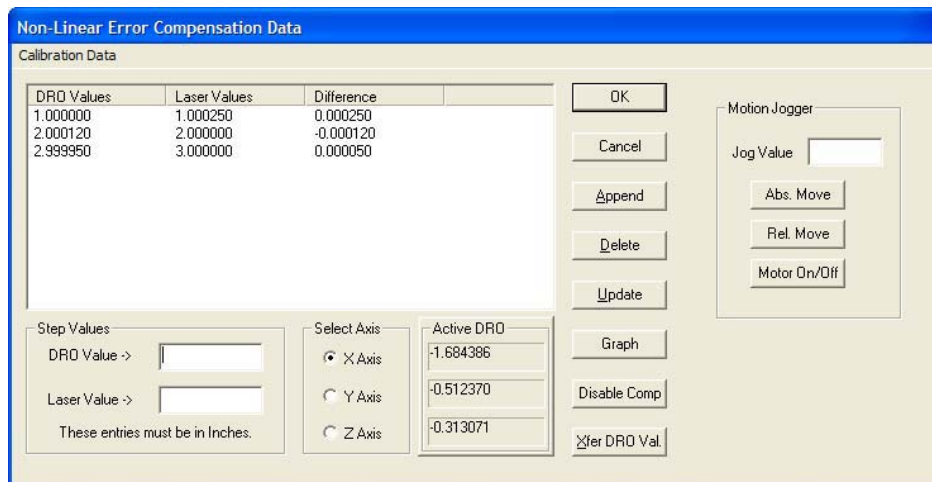 Non-Linear Error Compensation Data
Calibration Data
DRO Values Laser Values Difference
1.000000 1.000250 0.000250
2.000120 2.000000 -0.000120
2.999950 3.000000 0.000050
OK
Cancel
Append
Delete
Update
Graph
Disable Comp
Xfer DRO Val.
Motion Jogger
Jog Value
Abs. Move
Rel. Move
Motor On/Off
Step Values
DRO Value ->
Laser Value ->
These entries must be in Inches.
Select Axis
X Axis
Y Axis
Z Axis
Active DRO
-1.684386
-0.512370
-0.313071